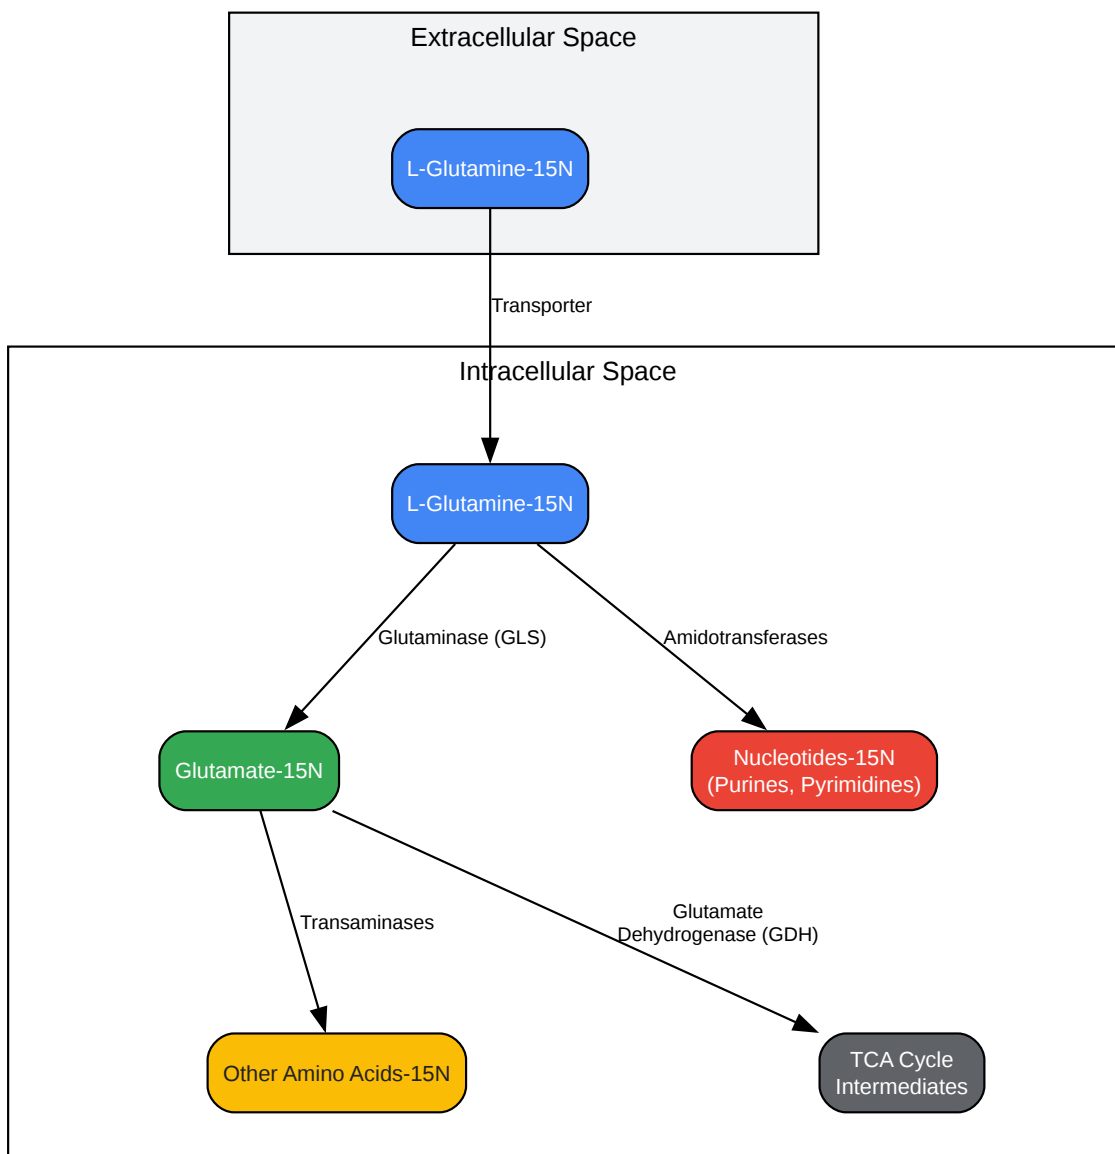 Extracellular Space
L-Glutamine-15N
Transporter
Intracellular Space
L-Glutamine-15N
Glutaminase (GLS)
Amidotransferases
Glutamate-15N
Nucleotides-15N
(Purines, Pyrimidines)
Transaminases
Glutamate
Dehydrogenase (GDH)
Other Amino Acids-15N
TCA Cycle
Intermediates